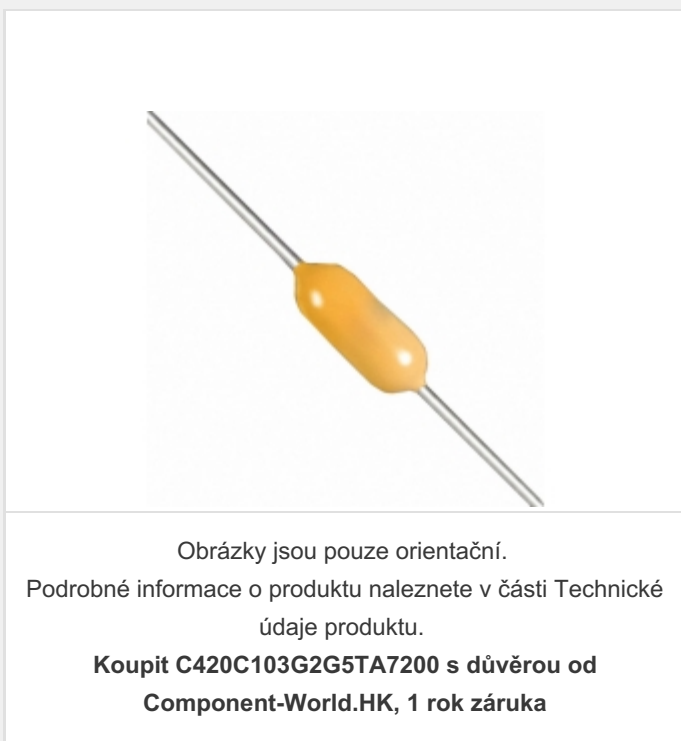 Obrázky jsou pouze orientační.
Podrobné informace o produktu naleznete v části Technické
údaje produktu.
Koupit C420C103G2G5TA7200 s důvěrou od
Component-World.HK, 1 rok záruka